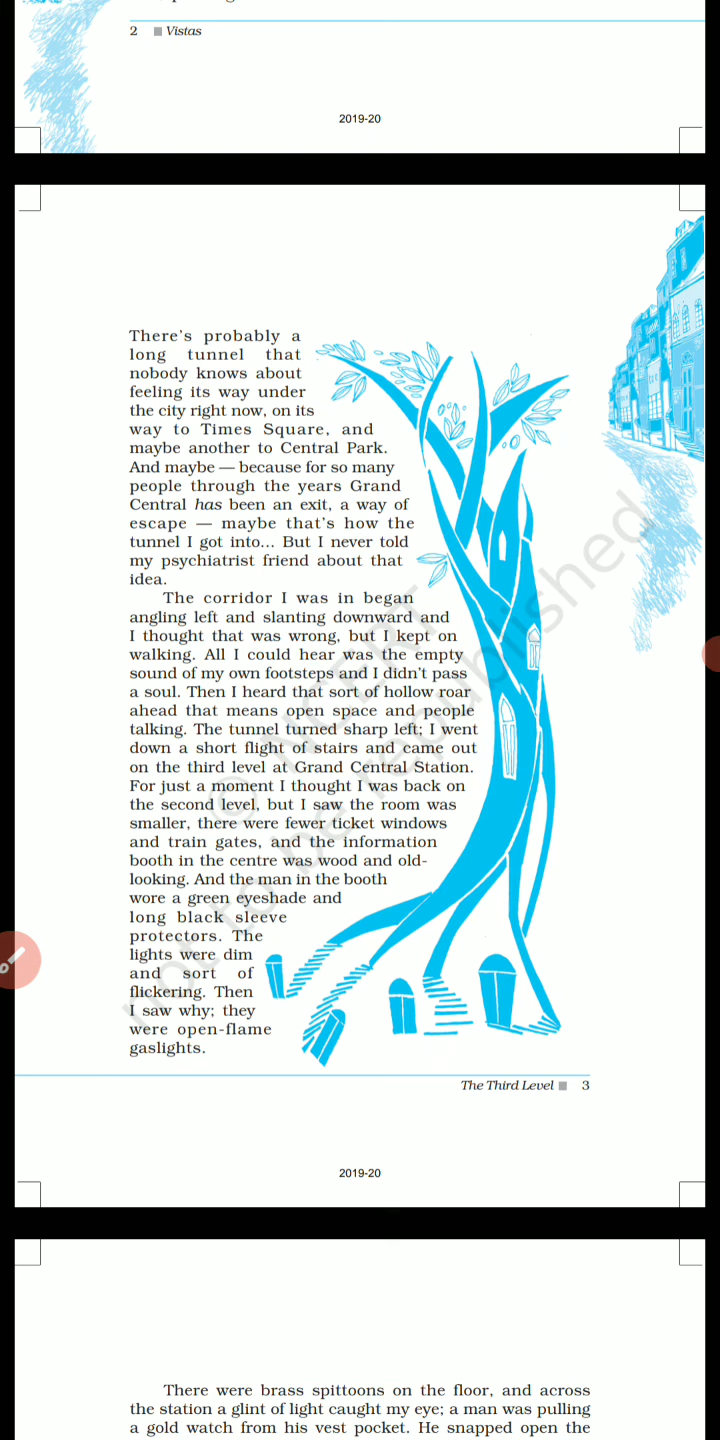 2 ■ Vistas
2019-20
There's probably a
long tunnel that
nobody knows about
feeling its way under
the city right now, on its
way to Times Square, and
maybe another to Central Park.
And maybe — because for so many
people through the years Grand
Central has been an exit, a way of
escape — maybe that's how the
tunnel I got into... But I never told
my psychiatrist friend about that
idea.
The corridor I was in began
angling left and slanting downward and
I thought that was wrong, but I kept on
walking. All I could hear was the empty
sound of my own footsteps and I didn't pass
a soul. Then I heard that sort of hollow roar
ahead that means open space and people
talking. The tunnel turned sharp left; I went
down a short flight of stairs and came out
on the third level at Grand Central Station.
For just a moment I thought I was back on
the second level, but I saw the room was
smaller, there were fewer ticket windows
and train gates, and the information
booth in the centre was wood and old-
looking. And the man in the booth
wore a green eyeshade and
long black sleeve
protectors. The
lights were dim
and sort of
flickering. Then
I saw why; they
were open-flame
gaslights.
© NCERT
not to be republished
The Third Level ■ 3
2019-20
There were brass spittoons on the floor, and across
the station a glint of light caught my eye; a man was pulling
a gold watch from his vest pocket. He snapped open the